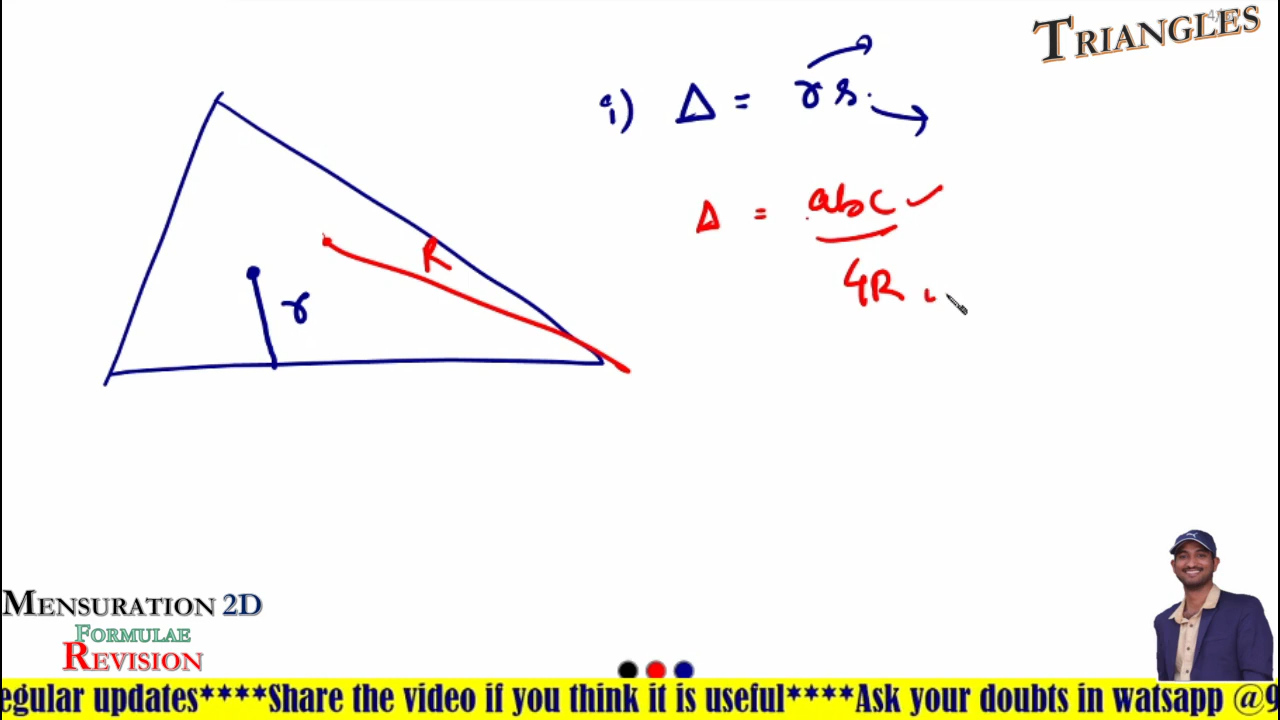 TRIANGLES
i) Δ = r s.
Δ = abc
4R
R
r
MENSURATION 2D
FORMULAE
REVISION
egular updates****Share the video if you think it is useful****Ask your doubts in watsapp @9